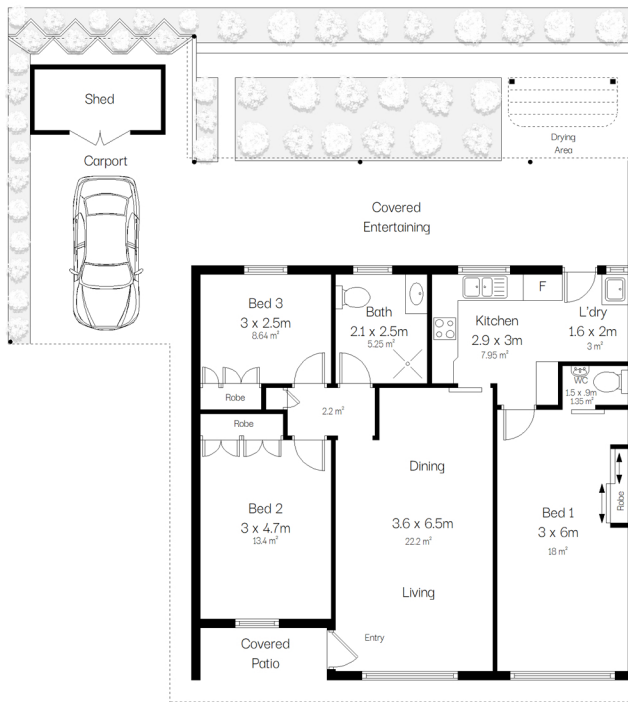 Shed
Carport
Drying
Area
Covered
Entertaining
Bed 3
3 x 2.5m
8.64 m²
Bath
2.1 x 2.5m
5.25 m²
Kitchen
2.9 x 3m
7.95 m²
F
L'dry
1.6 x 2m
3 m²
WC
1.5 x .9m
1.35 m²
Robe
2.2 m²
Robe
Bed 2
3 x 4.7m
13.4 m²
Dining
3.6 x 6.5m
22.2 m²
Living
Bed 1
3 x 6m
18 m²
Robe
Entry
Covered
Patio